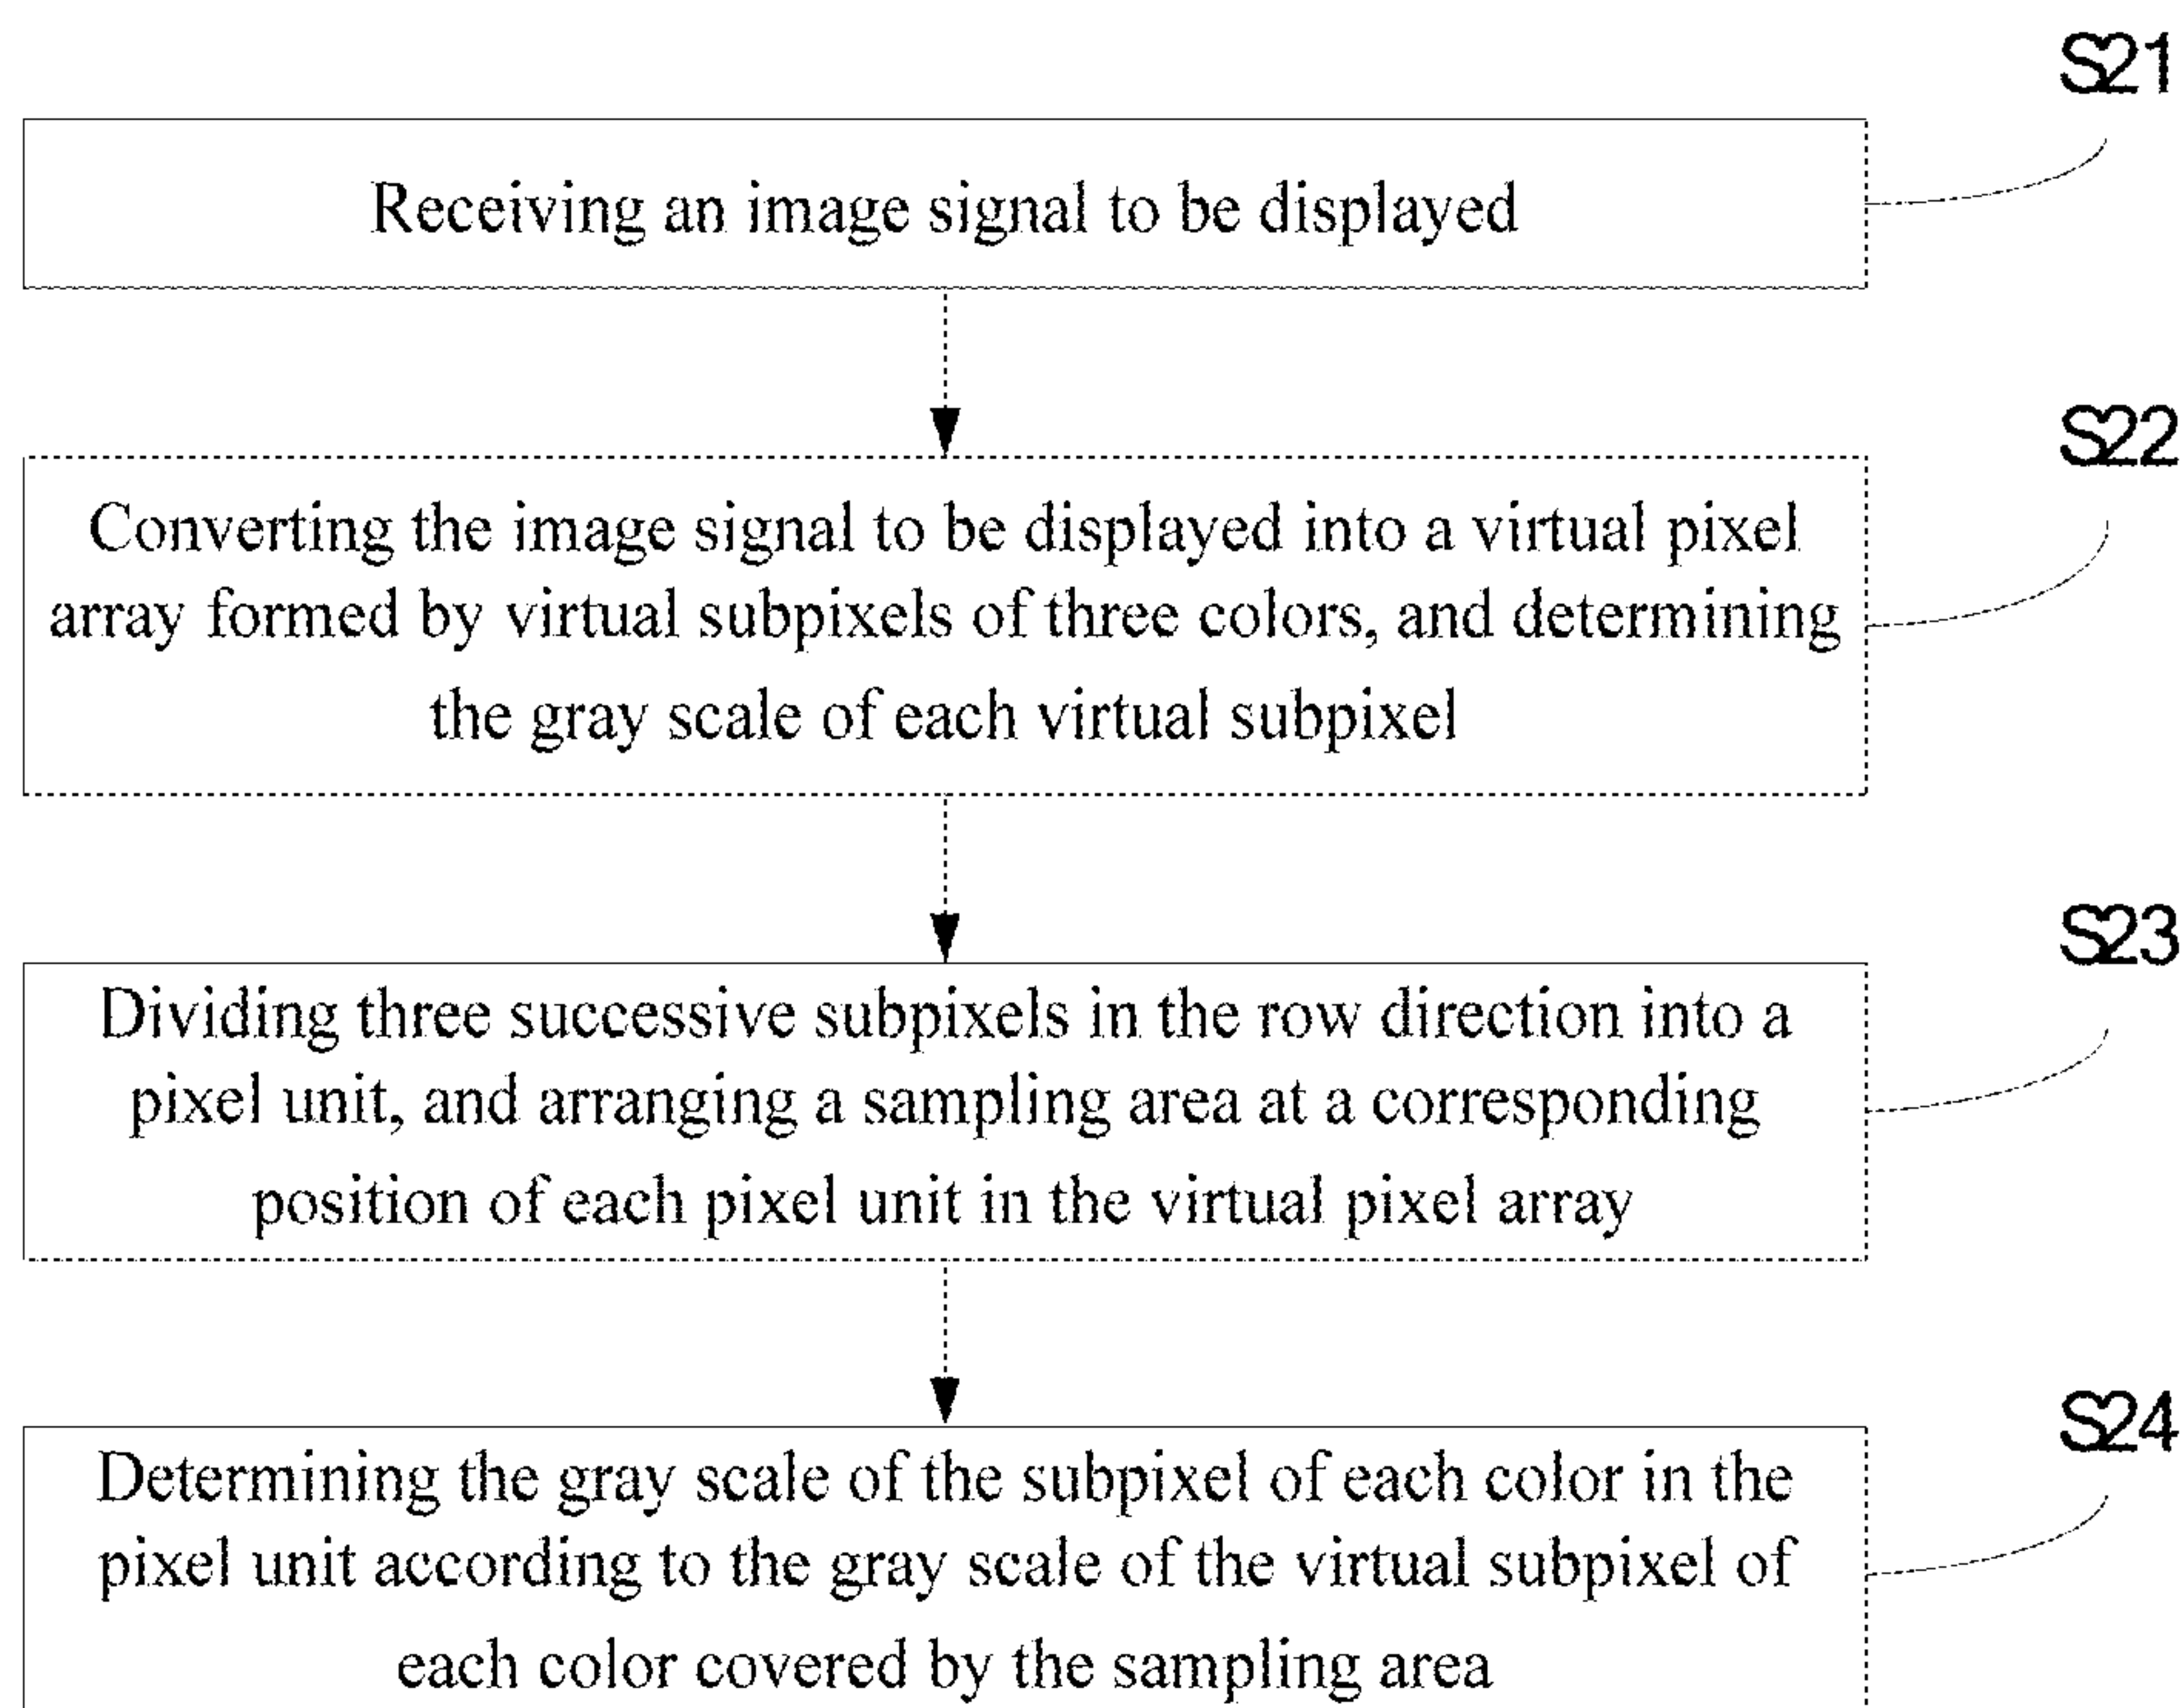 S21
Receiving an image signal to be displayed
S22
Converting the image signal to be displayed into a virtual pixel
array formed by virtual subpixels of three colors, and determining
the gray scale of each virtual subpixel
S23
Dividing three successive subpixels in the row direction into a
pixel unit, and arranging a sampling area at a corresponding
position of each pixel unit in the virtual pixel array
S24
Determining the gray scale of the subpixel of each color in the
pixel unit according to the gray scale of the virtual subpixel of
each color covered by the sampling area